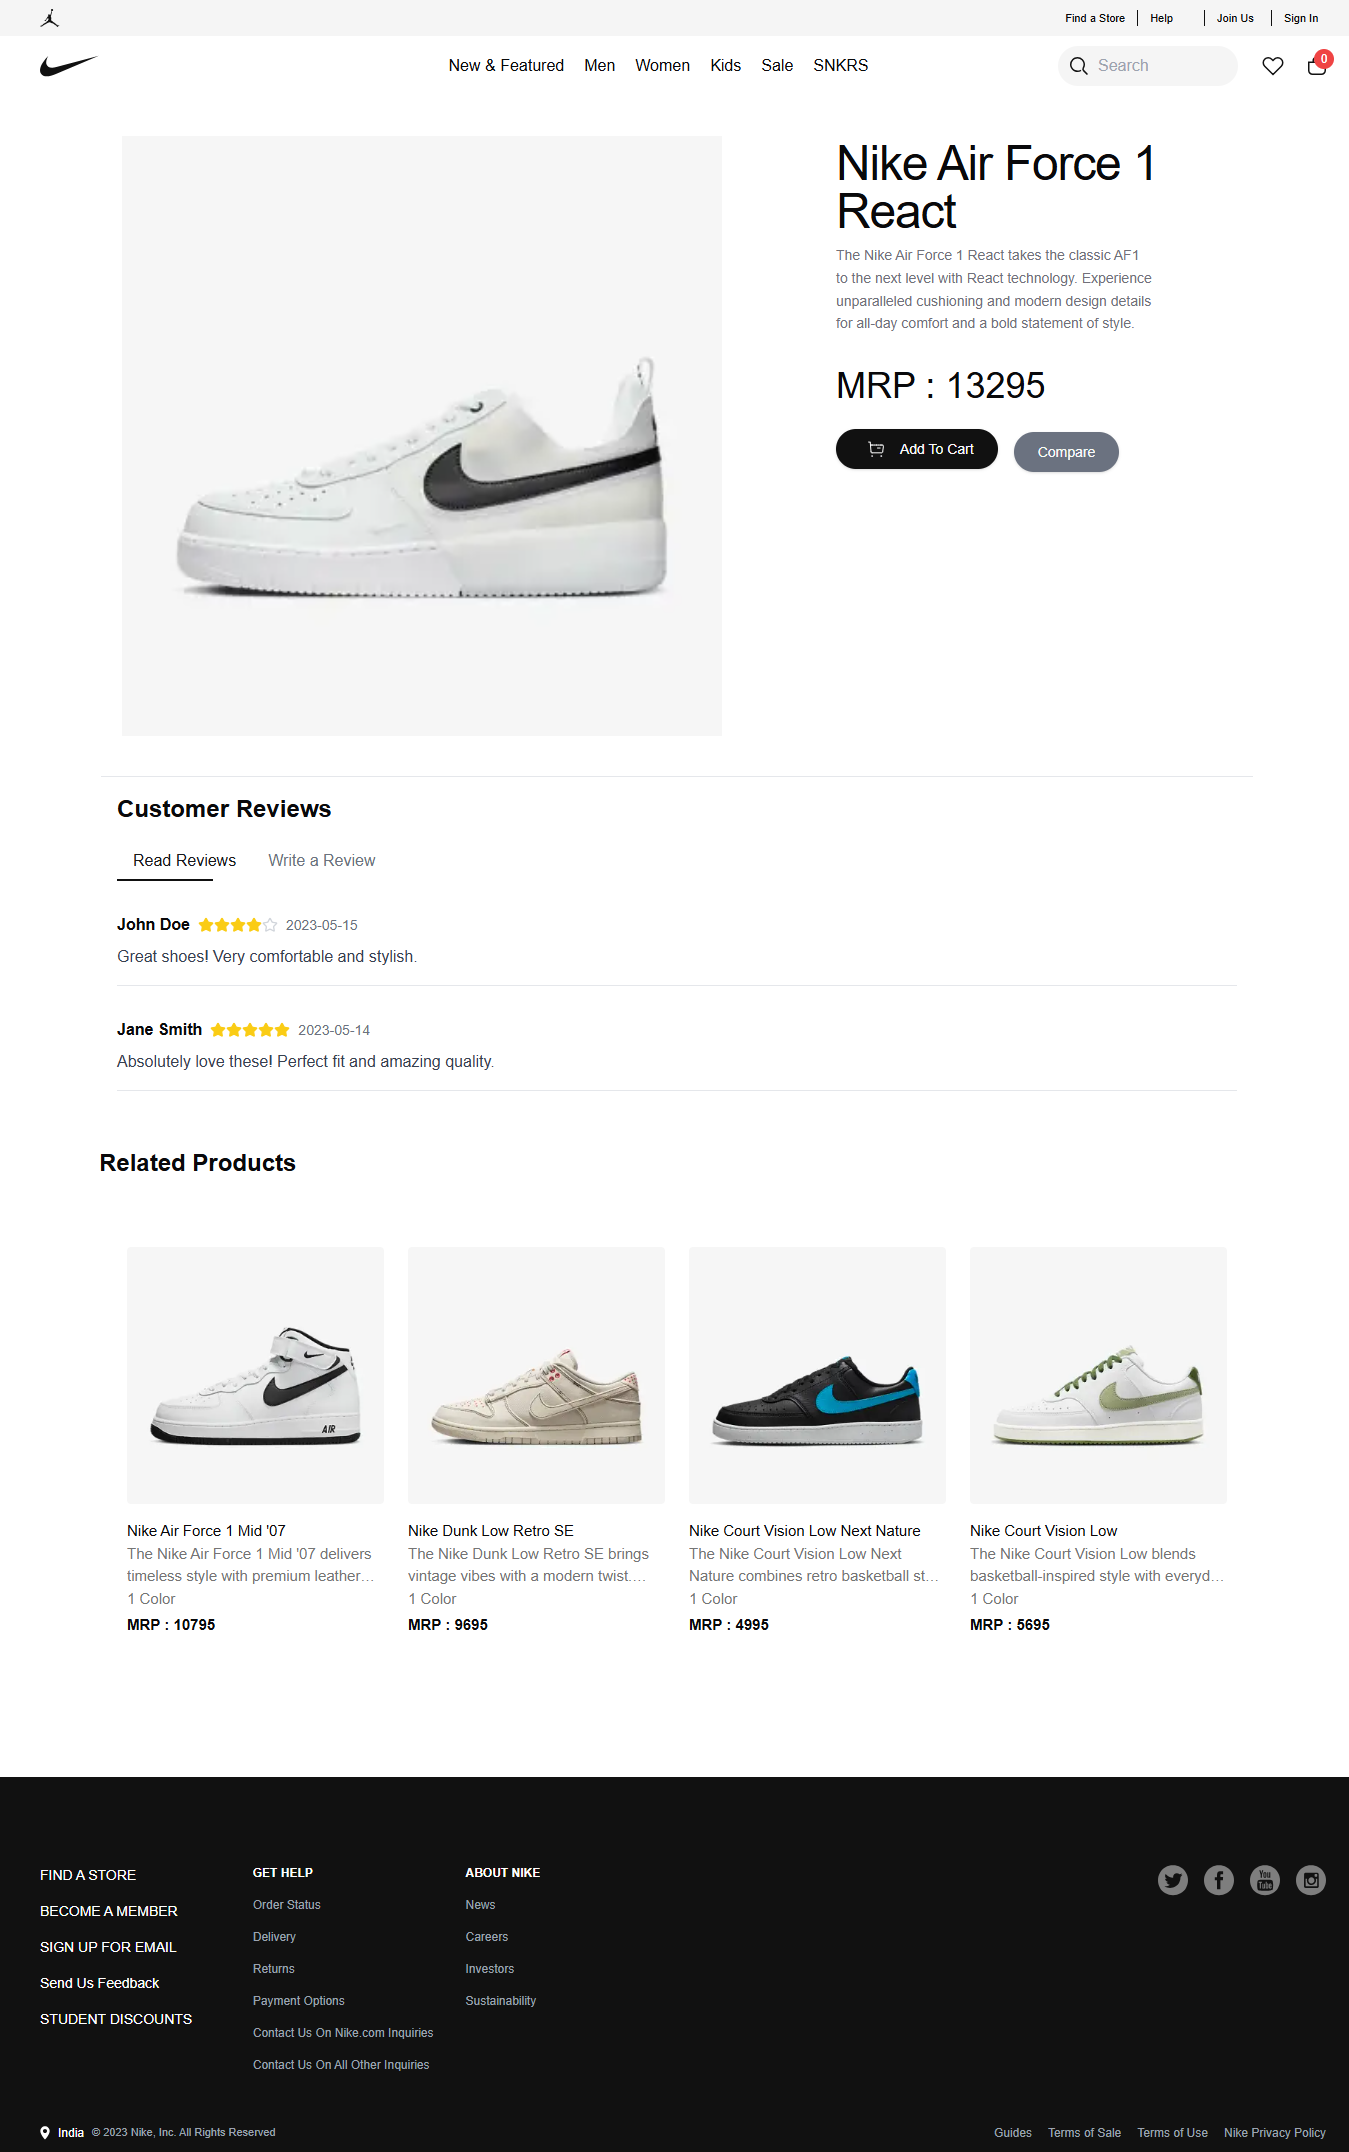 Find a Store
Help
Join Us
Sign In
New & Featured
Men
Women
Kids
Sale
SNKRS
Search
0
Nike Air Force 1
React
The Nike Air Force 1 React takes the classic AF1
to the next level with React technology. Experience
unparalleled cushioning and modern design details
for all-day comfort and a bold statement of style.
MRP : 13295
Add To Cart
Compare
Customer Reviews
Read Reviews
Write a Review
John Doe
2023-05-15
Great shoes! Very comfortable and stylish.
Jane Smith
2023-05-14
Absolutely love these! Perfect fit and amazing quality.
Related Products
AIR
Nike Air Force 1 Mid '07
The Nike Air Force 1 Mid '07 delivers
timeless style with premium leather…
1 Color
MRP : 10795
Nike Dunk Low Retro SE
The Nike Dunk Low Retro SE brings
vintage vibes with a modern twist.…
1 Color
MRP : 9695
Nike Court Vision Low Next Nature
The Nike Court Vision Low Next
Nature combines retro basketball st…
1 Color
MRP : 4995
Nike Court Vision Low
The Nike Court Vision Low blends
basketball-inspired style with everyd…
1 Color
MRP : 5695
FIND A STORE
BECOME A MEMBER
SIGN UP FOR EMAIL
Send Us Feedback
STUDENT DISCOUNTS
GET HELP
Order Status
Delivery
Returns
Payment Options
Contact Us On Nike.com Inquiries
Contact Us On All Other Inquiries
ABOUT NIKE
News
Careers
Investors
Sustainability
You
Tube
India
© 2023 Nike, Inc. All Rights Reserved
Guides
Terms of Sale
Terms of Use
Nike Privacy Policy